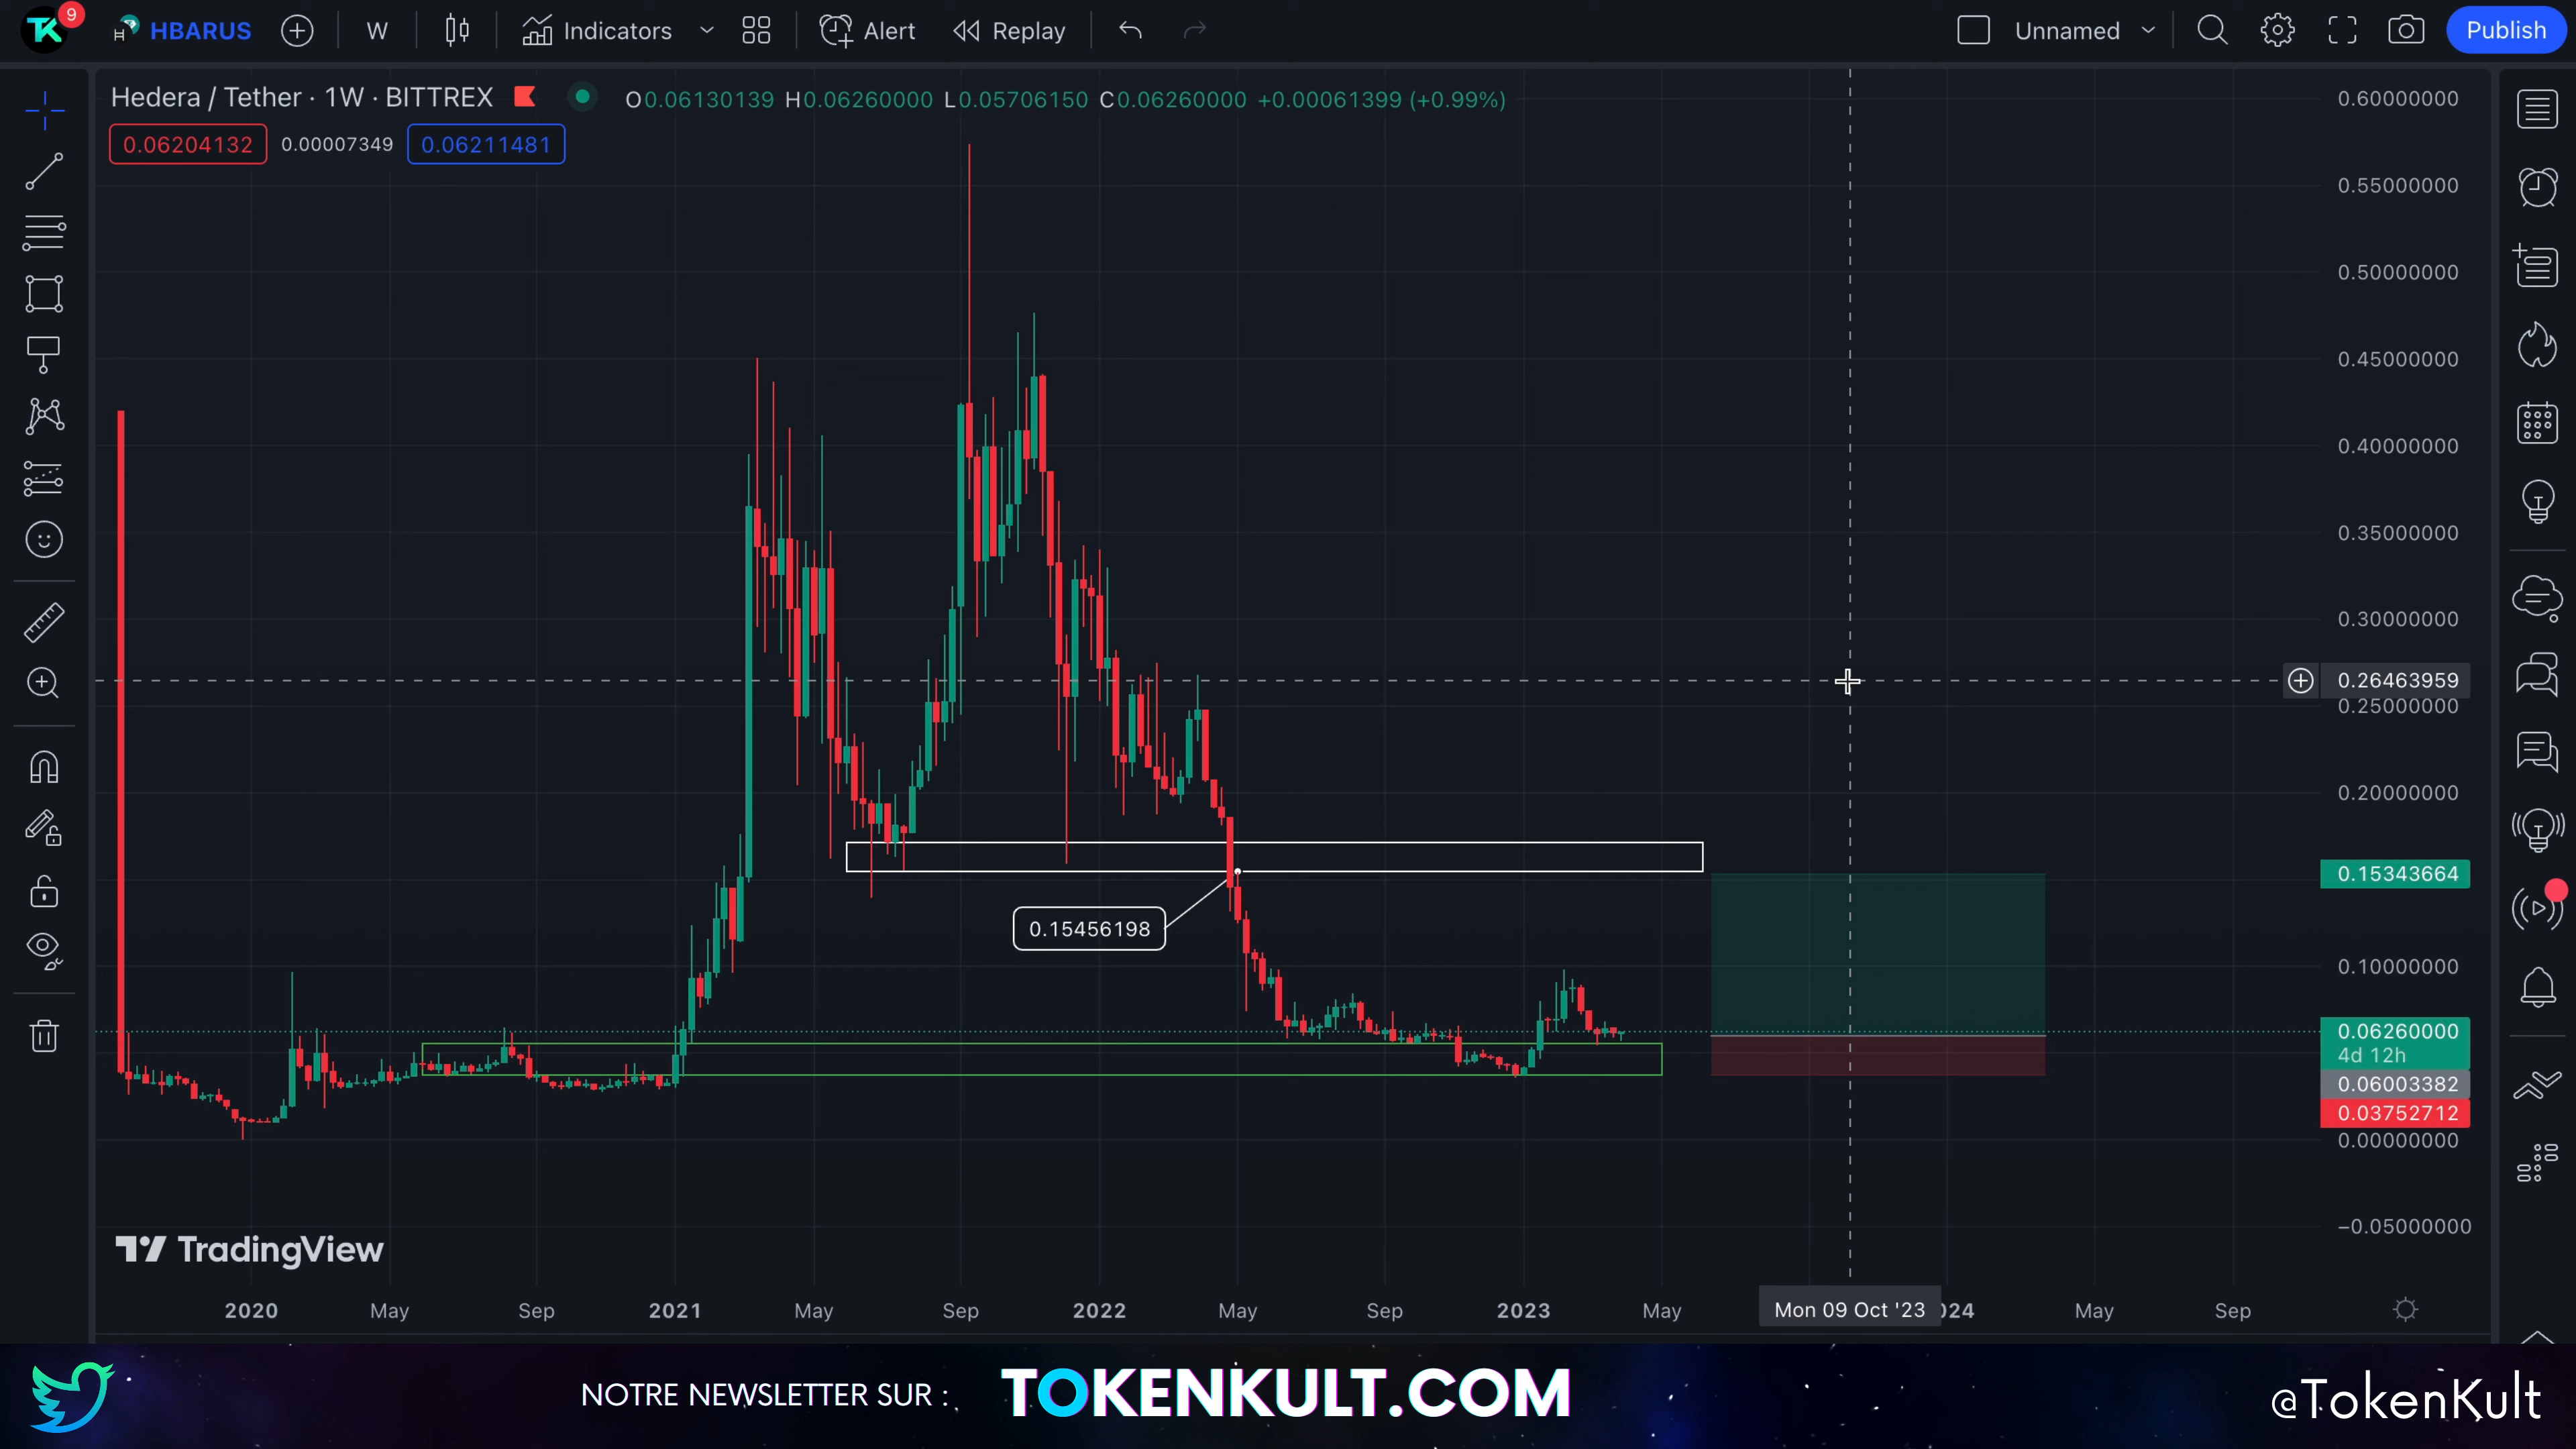 TK 9 HBARUS W Indicators Alert Replay Unnamed Publish
Hedera / Tether · 1W · BITTREX O0.06130139 H0.06260000 L0.05706150 C0.06260000 +0.00061399 (+0.99%)
0.06204132 0.00007349 0.06211481
0.60000000
0.55000000
0.50000000
0.45000000
0.40000000
0.35000000
0.30000000
0.26463959
0.25000000
0.20000000
0.15343664
0.15456198
0.10000000
0.06260000
4d 12h
0.06003382
0.03752712
0.00000000
−0.05000000
TradingView
2020 May Sep 2021 May Sep 2022 May Sep 2023 May Mon 09 Oct '23 024 May Sep
NOTRE NEWSLETTER SUR : TOKENKULT.COM @TokenKult